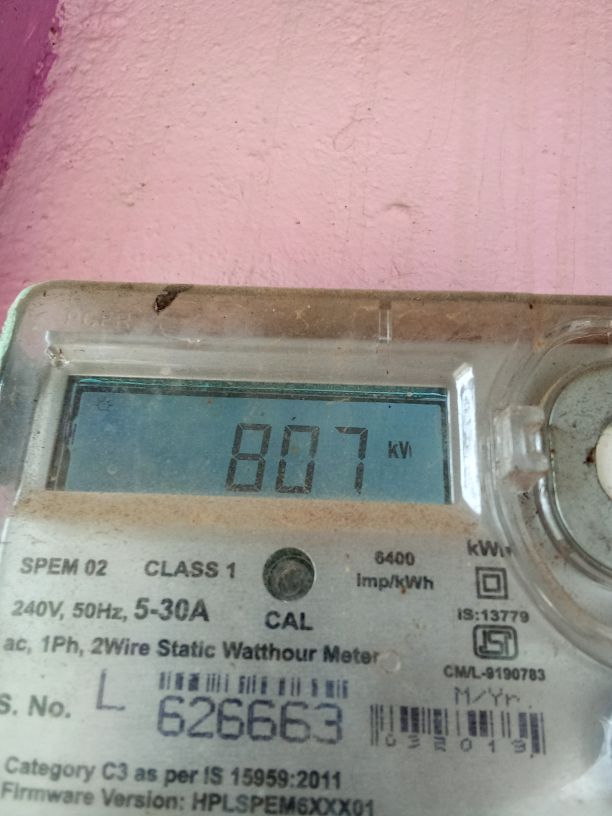 807 kW
SPEM 02 CLASS 1 6400 kWh
imp/kWh
240V, 50Hz, 5-30A CAL IS:13779
ac, 1Ph, 2Wire Static Watthour Meter CM/L-9190783
S. No. L 626663 M/Yr.
Category C3 as per IS 15959:2011
Firmware Version: HPLSPEM6XXX01